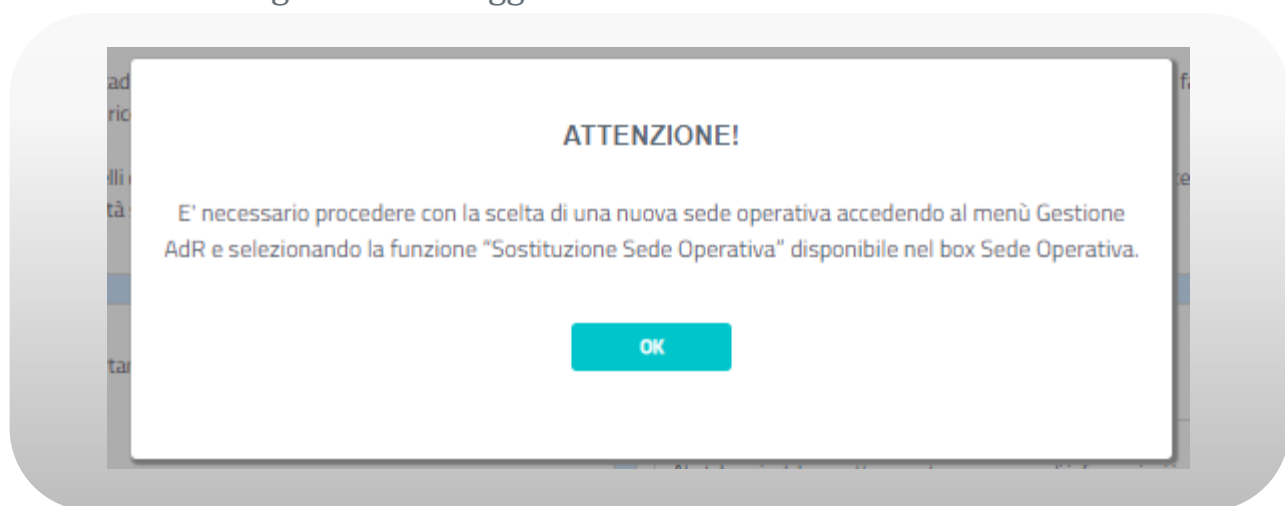 ATTENZIONE!
E' necessario procedere con la scelta di una nuova sede operativa accedendo al menù Gestione
AdR e selezionando la funzione “Sostituzione Sede Operativa” disponibile nel box Sede Operativa.
OK